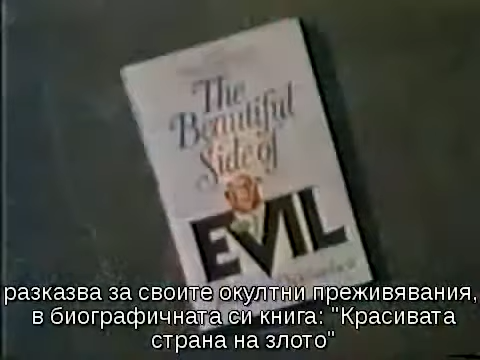 The
Beautiful
Side of
EVIL
разказва за своите окултни преживявания,
в биографичната си книга: "Красивата
страна на злото"